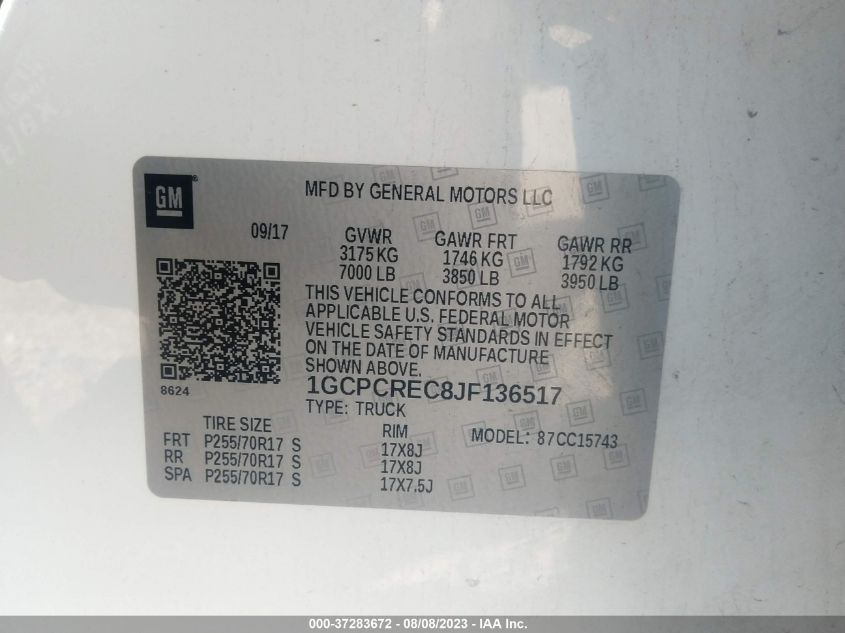 GM ®
MFD BY GENERAL MOTORS LLC
09/17
GVWR
3175 KG
7000 LB
GAWR FRT
1746 KG
3850 LB
GAWR RR
1792 KG
3950 LB
THIS VEHICLE CONFORMS TO ALL
APPLICABLE U.S. FEDERAL MOTOR
VEHICLE SAFETY STANDARDS IN EFFECT
ON THE DATE OF MANUFACTURE
SHOWN ABOVE.
8624
1GCPCREC8JF136517
TYPE: TRUCK
TIRE SIZE RIM MODEL: 87CC15743
FRT P255/70R17 S 17X8J
RR P255/70R17 S 17X8J
SPA P255/70R17 S 17X7.5J
000-37283672 - 08/08/2023 - IAA Inc.